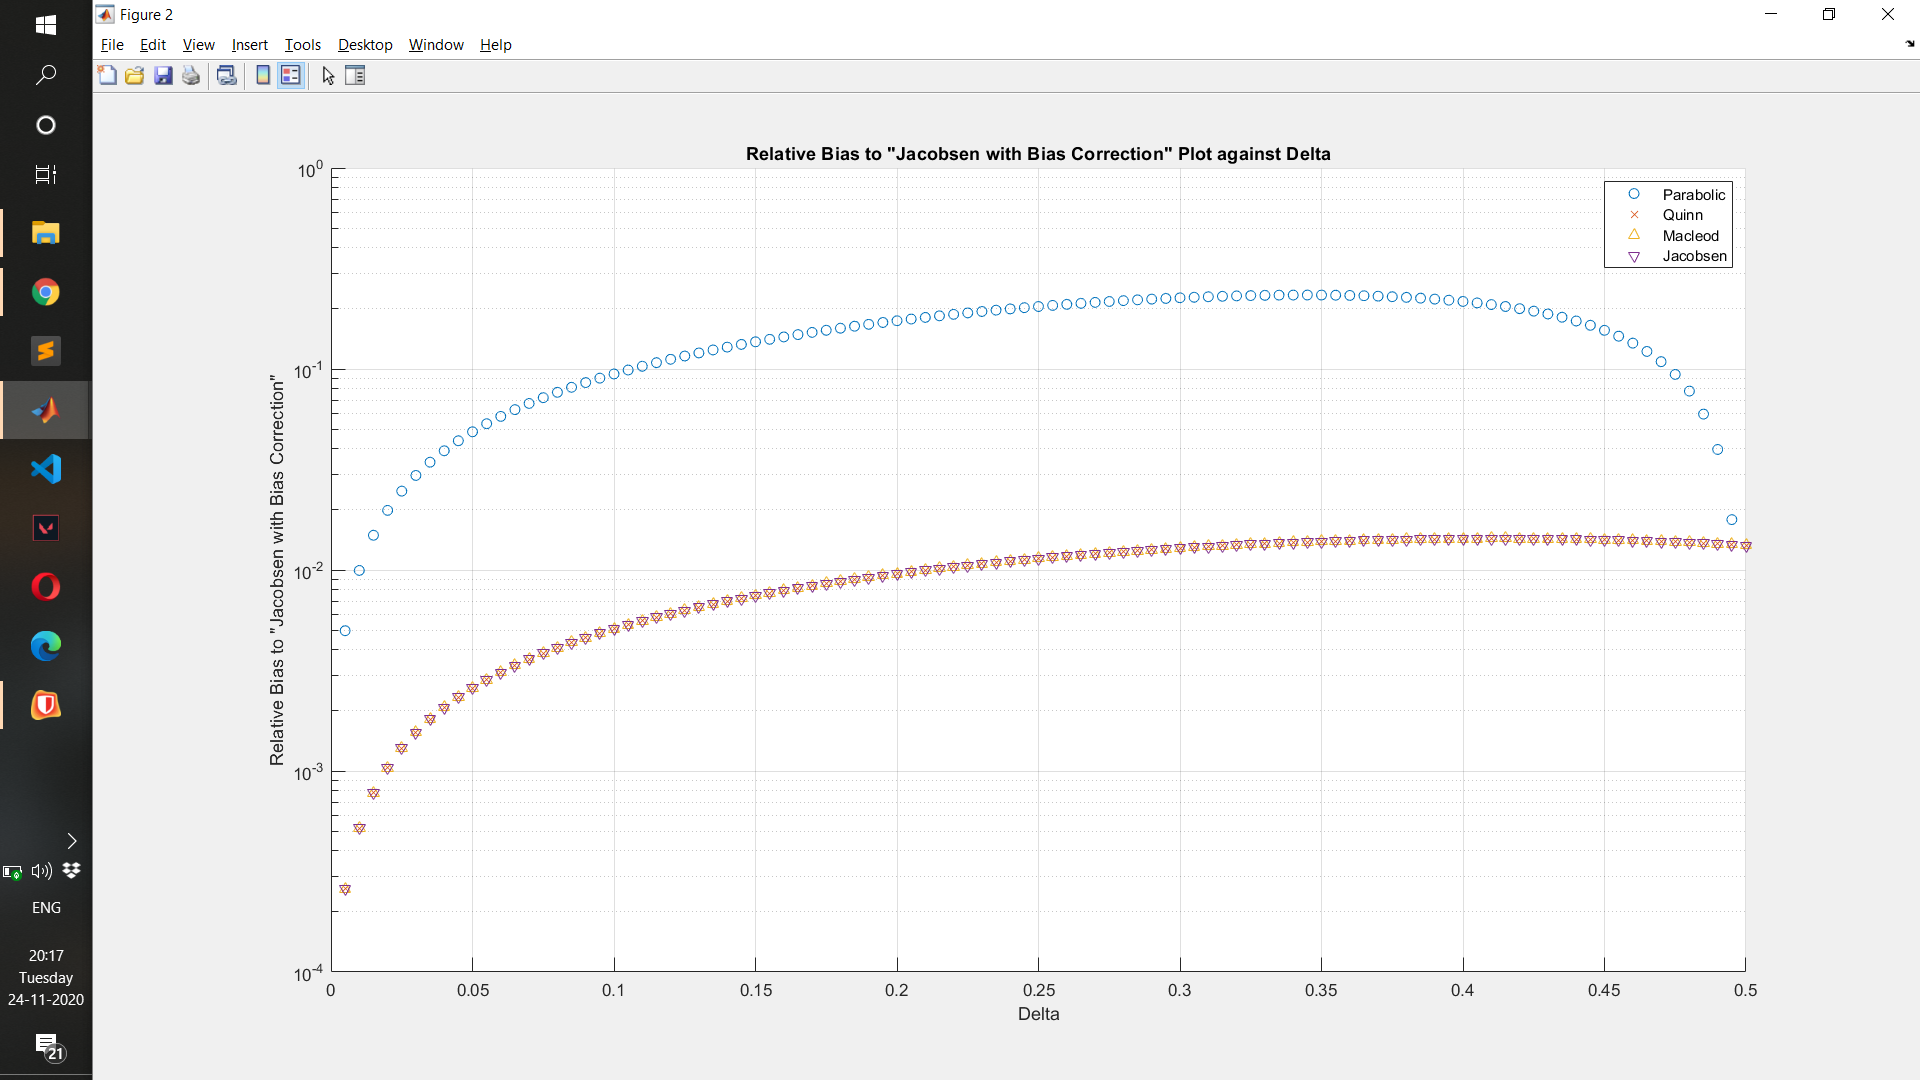 Figure 2
File Edit View Insert Tools Desktop Window Help
Relative Bias to "Jacobsen with Bias Correction" Plot against Delta
Parabolic
Quinn
Macleod
Jacobsen
Relative Bias to "Jacobsen with Bias Correction"
10^0
10^-1
10^-2
10^-3
10^-4
0 0.05 0.1 0.15 0.2 0.25 0.3 0.35 0.4 0.45 0.5
Delta
ENG
20:17
Tuesday
24-11-2020
21